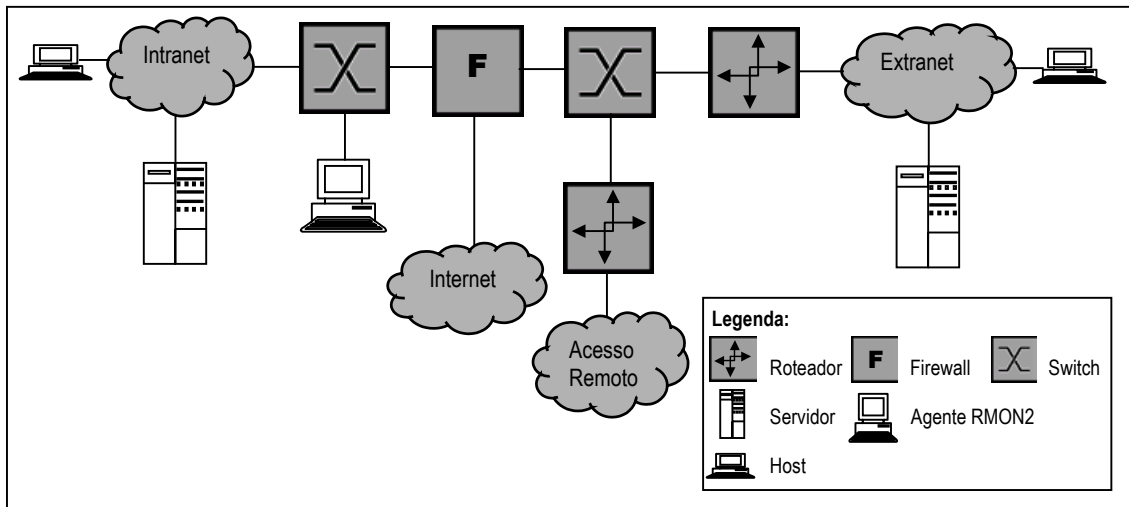 Intranet
F
Extranet
Internet
Acesso
Remoto
Legenda:
Roteador
F
Firewall
Switch
Servidor
Agente RMON2
Host